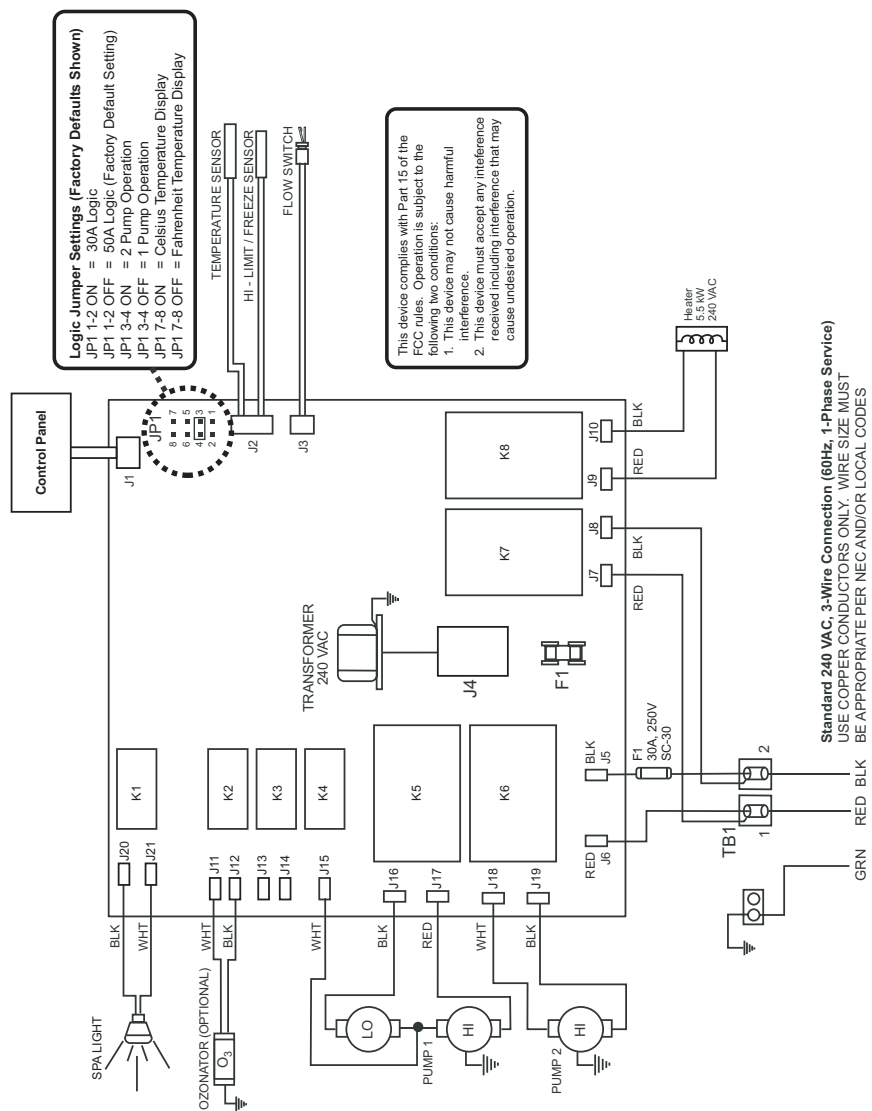 Logic Jumper Settings (Factory Defaults Shown)
JP1 1-2 ON = 30A Logic
JP1 1-2 OFF = 50A Logic (Factory Default Setting)
JP1 3-4 ON = 2 Pump Operation
JP1 3-4 OFF = 1 Pump Operation
JP1 7-8 ON = Celsius Temperature Display
JP1 7-8 OFF = Fahrenheit Temperature Display
Control Panel
J1
JP1
8 7
6 5
4 3
2 1
J2
J3
TEMPERATURE SENSOR
HI - LIMIT / FREEZE SENSOR
FLOW SWITCH
This device complies with Part 15 of the
FCC rules. Operation is subject to the
following two conditions:
1. This device may not cause harmful
interference.
2. This device must accept any inteference
received including interference that may
cause undesired operation.
TRANSFORMER
240 VAC
J4
F1
K8
K7
J10
J9
J8
J7
BLK
RED
BLK
RED
Heater
5.5 kW
240 VAC
K1
K2
K3
K4
K5
K6
J20
J21
J11
J12
J13
J14
J15
J16
J17
J18
J19
BLK
WHT
WHT
BLK
WHT
BLK
RED
WHT
BLK
SPA LIGHT
OZONATOR (OPTIONAL)
O3
LO
HI
PUMP 1
HI
PUMP 2
BLK
J5
RED
J6
F1
30A, 250V
SC-30
TB1
1
2
GRN
RED
BLK
Standard 240 VAC, 3-Wire Connection (60Hz, 1-Phase Service)
USE COPPER CONDUCTORS ONLY. WIRE SIZE MUST
BE APPROPRIATE PER NEC AND/OR LOCAL CODES